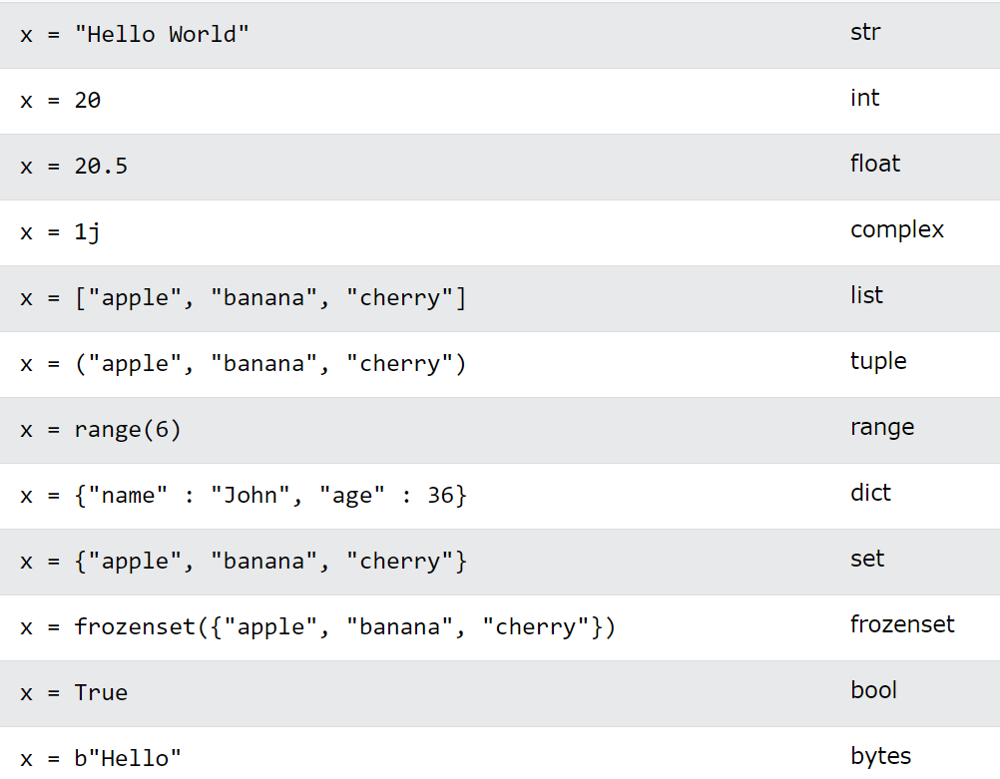 x = "Hello World" str
x = 20 int
x = 20.5 float
x = 1j complex
x = ["apple", "banana", "cherry"] list
x = ("apple", "banana", "cherry") tuple
x = range(6) range
x = {"name" : "John", "age" : 36} dict
x = {"apple", "banana", "cherry"} set
x = frozenset({"apple", "banana", "cherry"}) frozenset
x = True bool
x = b"Hello" bytes